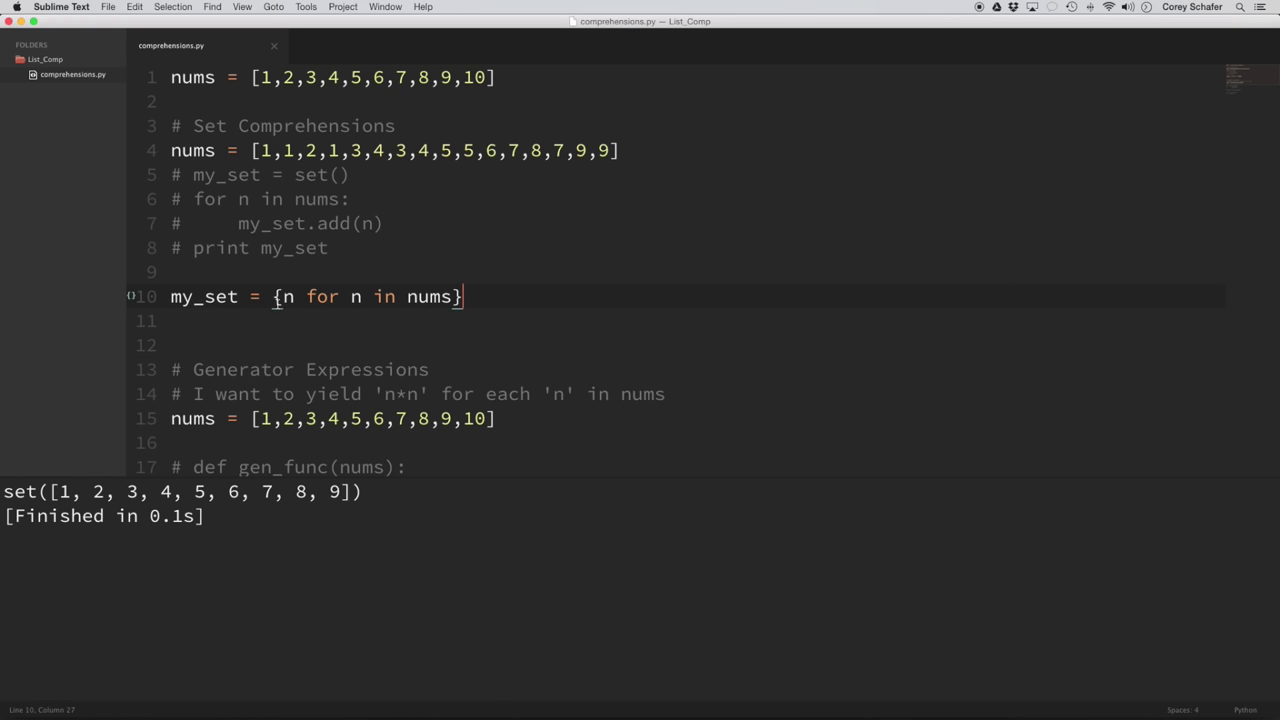 Sublime Text File Edit Selection Find View Goto Tools Project Window Help Corey Schafer
comprehensions.py — List_Comp
FOLDERS
List_Comp
comprehensions.py
comprehensions.py
1 nums = [1,2,3,4,5,6,7,8,9,10]
2
3 # Set Comprehensions
4 nums = [1,1,2,1,3,4,3,4,5,5,6,7,8,7,9,9]
5 # my_set = set()
6 # for n in nums:
7 #     my_set.add(n)
8 # print my_set
9
10 my_set = {n for n in nums}
11
12
13 # Generator Expressions
14 # I want to yield 'n*n' for each 'n' in nums
15 nums = [1,2,3,4,5,6,7,8,9,10]
16
17 # def gen_func(nums):
set([1, 2, 3, 4, 5, 6, 7, 8, 9])
[Finished in 0.1s]
Line 10, Column 27 Spaces: 4 Python